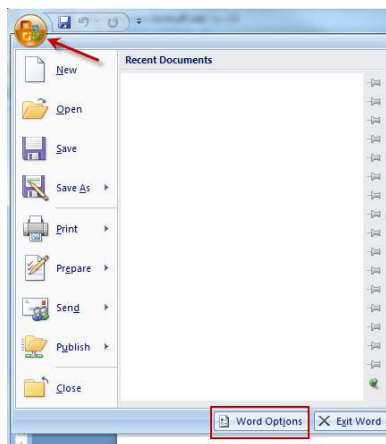 Recent Documents
New
Open
Save
Save As
Print
Prepare
Send
Publish
Close
Word Options
Exit Word